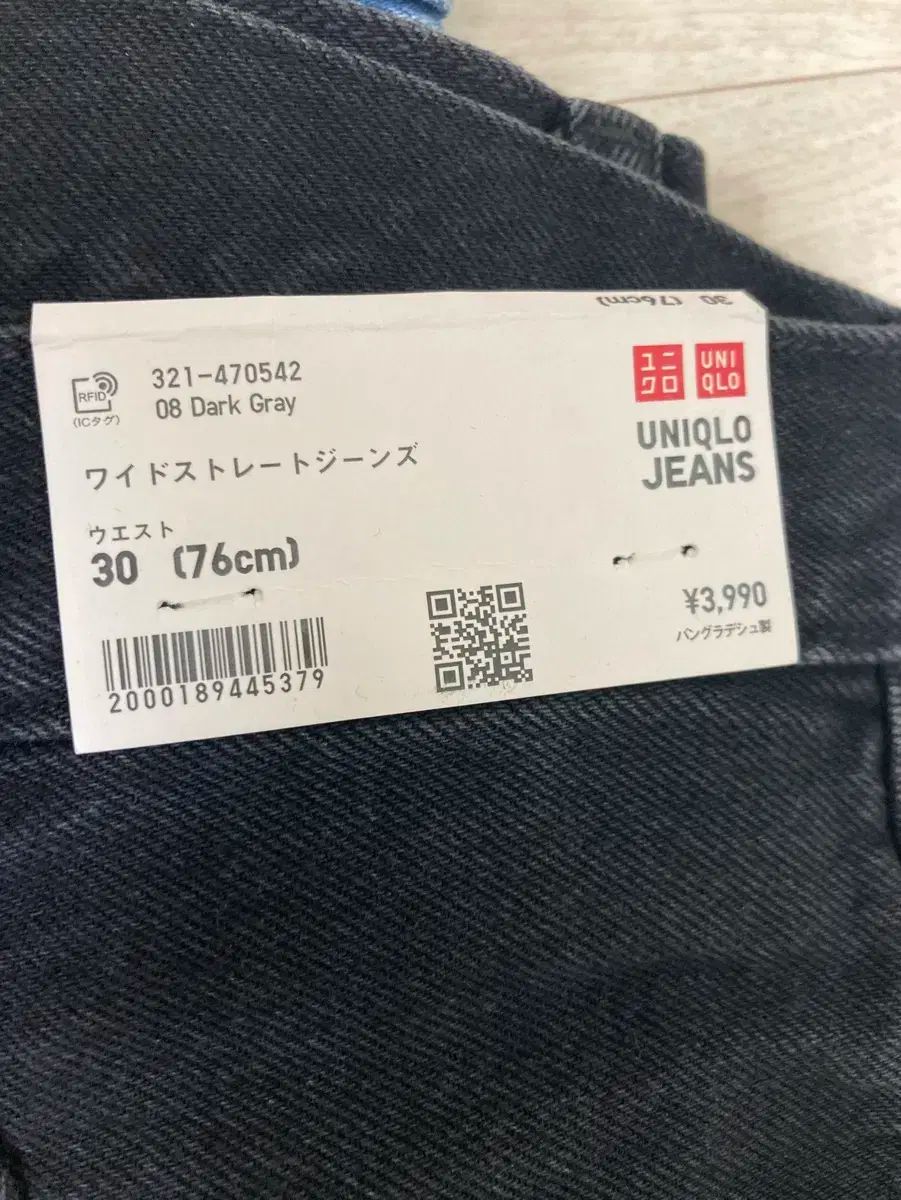 30 (76cm)
RFID
(ICタグ)
321-470542
08 Dark Gray
ユニ
クロ
UNI
QLO
UNIQLO
JEANS
ワイドストレートジーンズ
ウエスト
30 (76cm)
¥3,990
バングラデシュ製
2000189445379